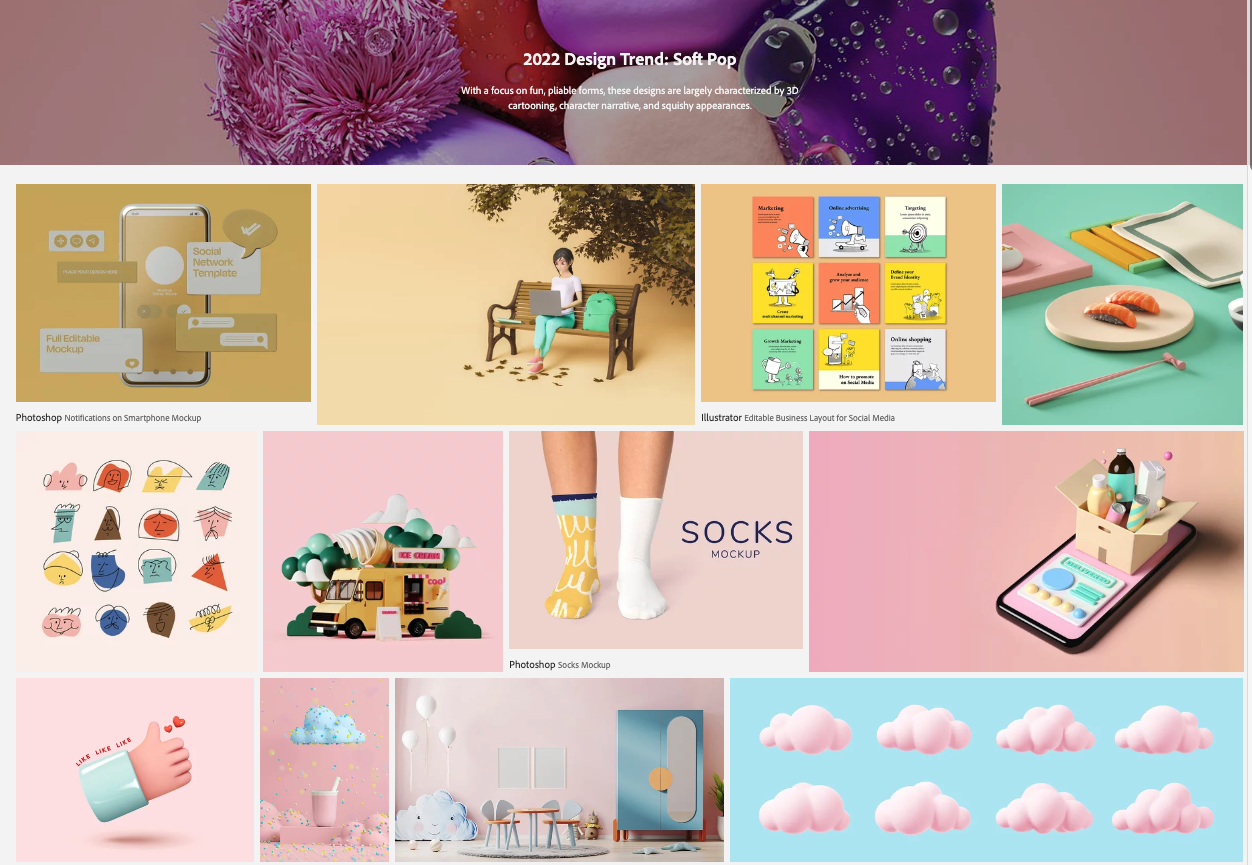 2022 Design Trend: Soft Pop
With a focus on fun, pliable forms, these designs are largely characterized by 3D
cartooning, character narrative, and squishy appearances.
Social
Network
Template
PLACE YOUR DESIGN HERE
Full Editable
Mockup
Photoshop Notifications on Smartphone Mockup
Marketing
Online advertising
Targeting
Analyze and
grow your audience
Define your
Brand Identity
Create
Growth Marketing
Online shopping
How to promote
on Social Media
Illustrator Editable Business Layout for Social Media
ICE CREAM
cool
SOCKS
MOCKUP
Photoshop Socks Mockup
LIKE LIKE LIKE